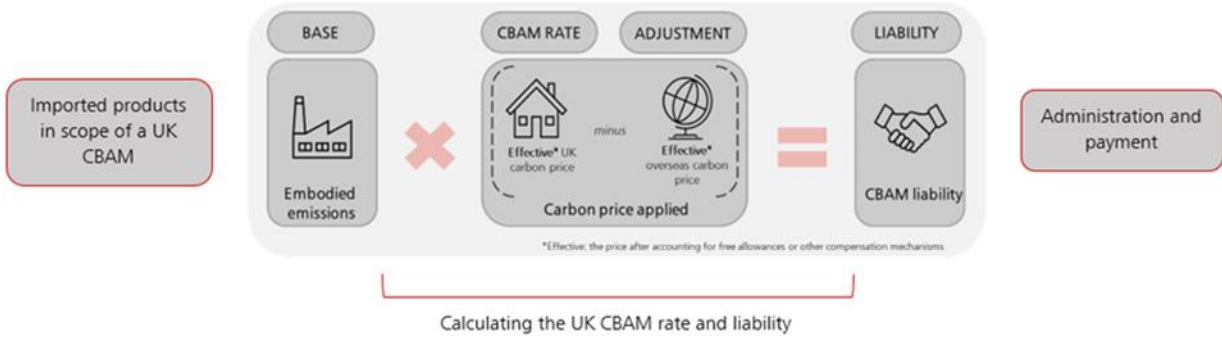 BASE
CBAM RATE
ADJUSTMENT
LIABILITY
Imported products
in scope of a UK
CBAM
Embodied
emissions
Effective* UK
carbon price
minus
Effective*
overseas carbon
price
Carbon price applied
CBAM liability
Administration and
payment
*Effective: the price after accounting for free allowances or other compensation mechanisms
Calculating the UK CBAM rate and liability